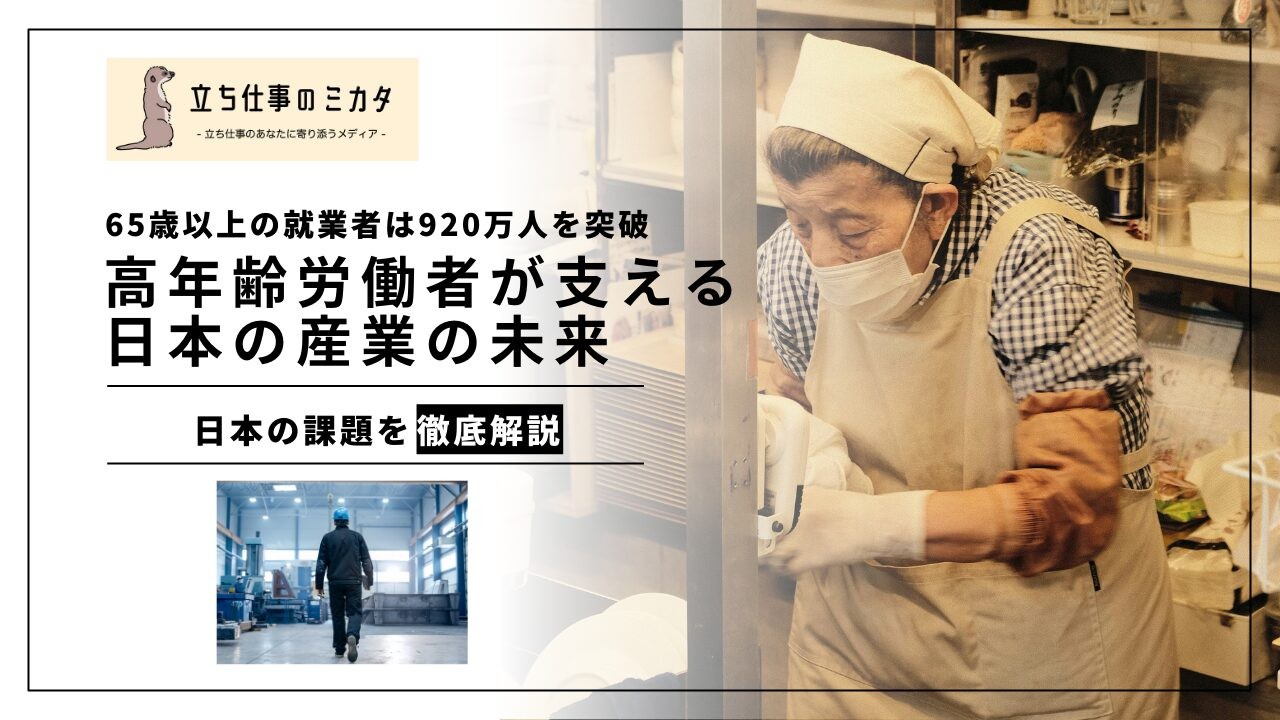 立ち仕事のミカタ
- 立ち仕事のあなたに寄り添うメディア -
65歳以上の就業者は920万人を突破
高年齢労働者が支える
日本の産業の未来
日本の課題を徹底解説